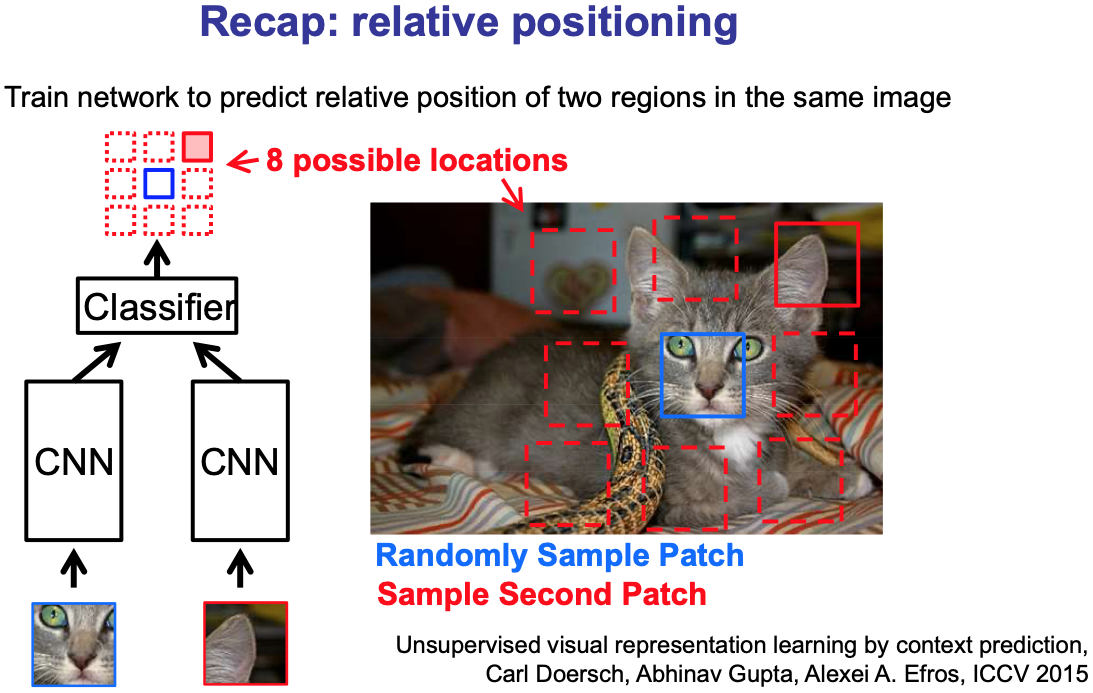 Recap: relative positioning
Train network to predict relative position of two regions in the same image
8 possible locations
Classifier
CNN
CNN
Randomly Sample Patch
Sample Second Patch
Unsupervised visual representation learning by context prediction,
Carl Doersch, Abhinav Gupta, Alexei A. Efros, ICCV 2015